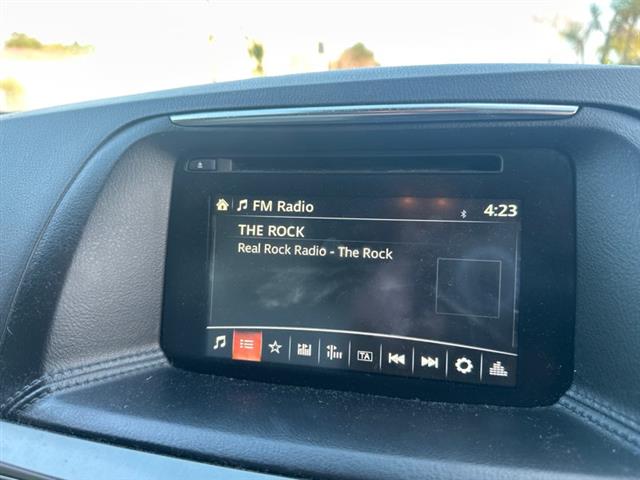 FM Radio 4:23
THE ROCK
Real Rock Radio - The Rock
TA